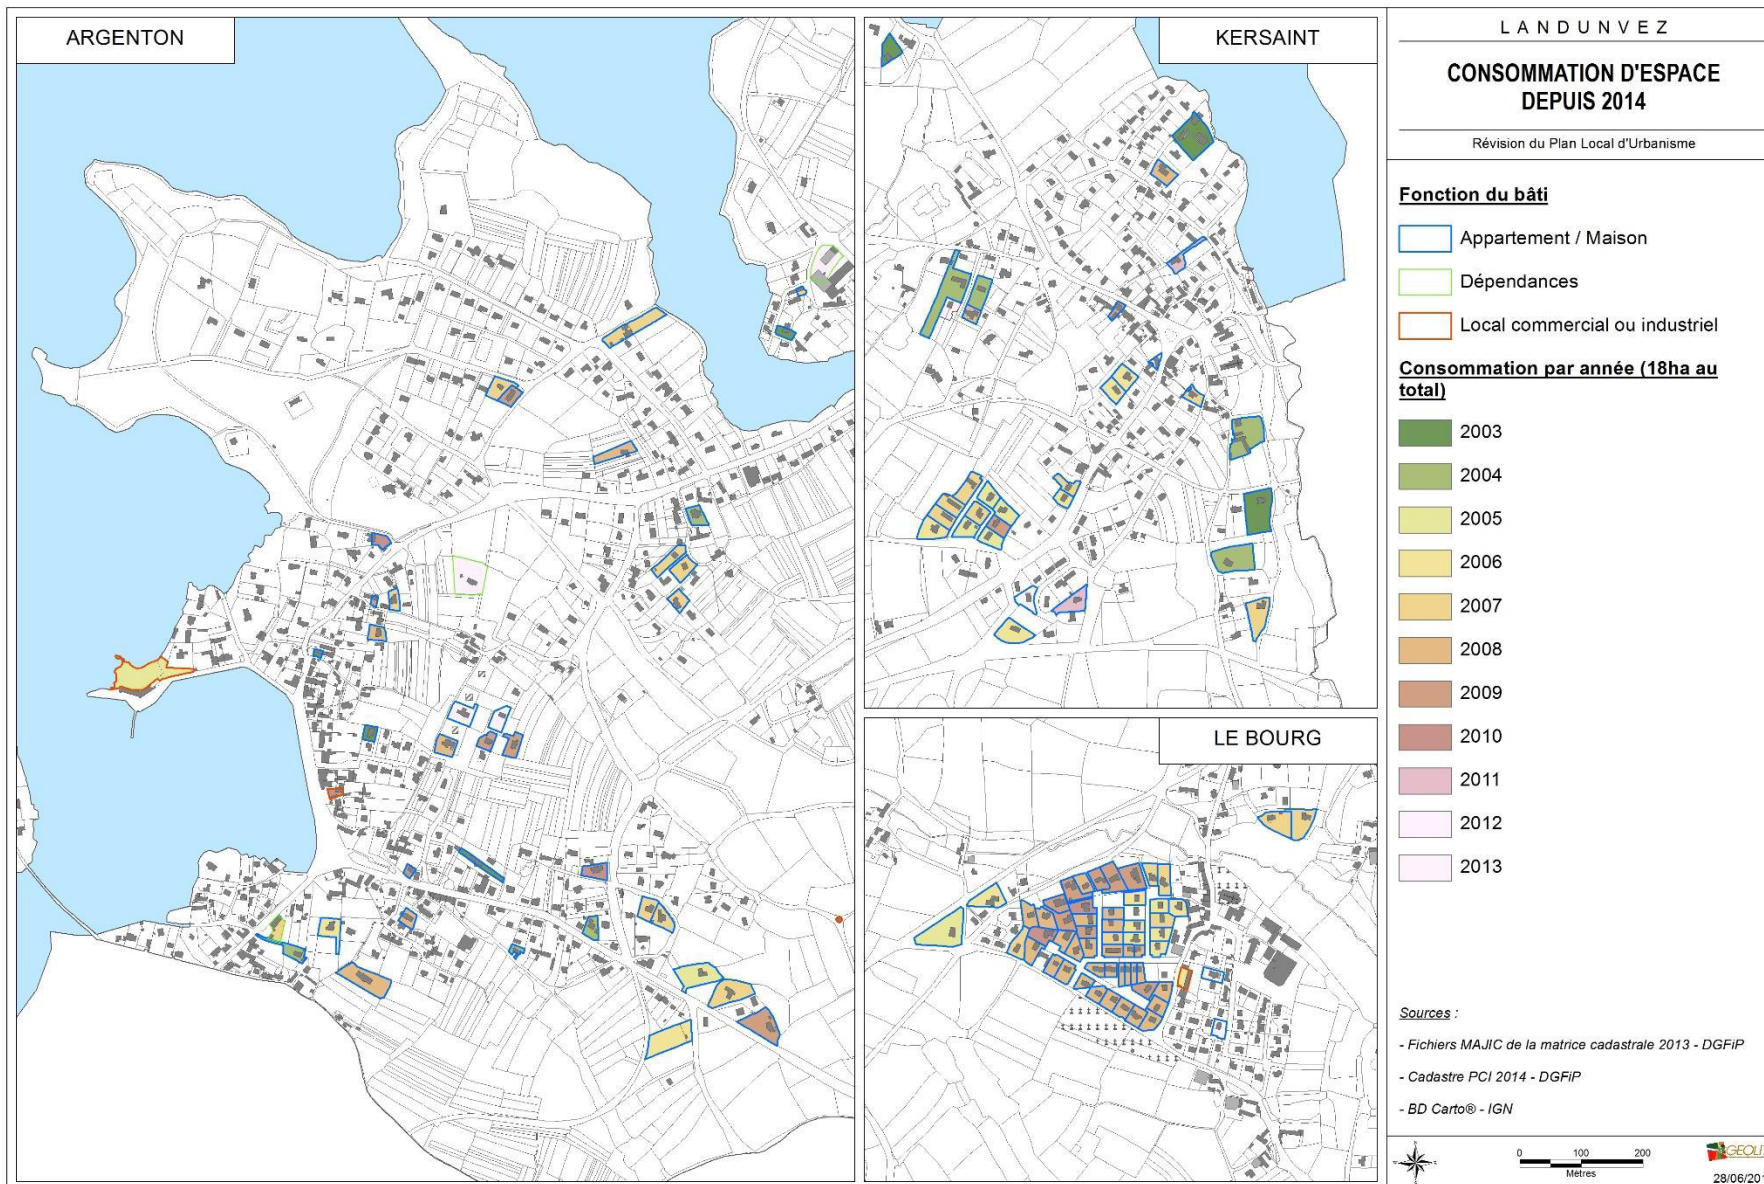 ARGENTON
KERSAINT
LE BOURG
LANDUNVEZ
CONSOMMATION D'ESPACE
DEPUIS 2014
Révision du Plan Local d'Urbanisme
Fonction du bâti
Appartement / Maison
Dépendances
Local commercial ou industriel
Consommation par année (18ha au
total)
2003
2004
2005
2006
2007
2008
2009
2010
2011
2012
2013
Sources :
- Fichiers MAJIC de la matrice cadastrale 2013 - DGFiP
- Cadastre PCI 2014 - DGFiP
- BD Carto® - IGN
0 100 200
Mètres